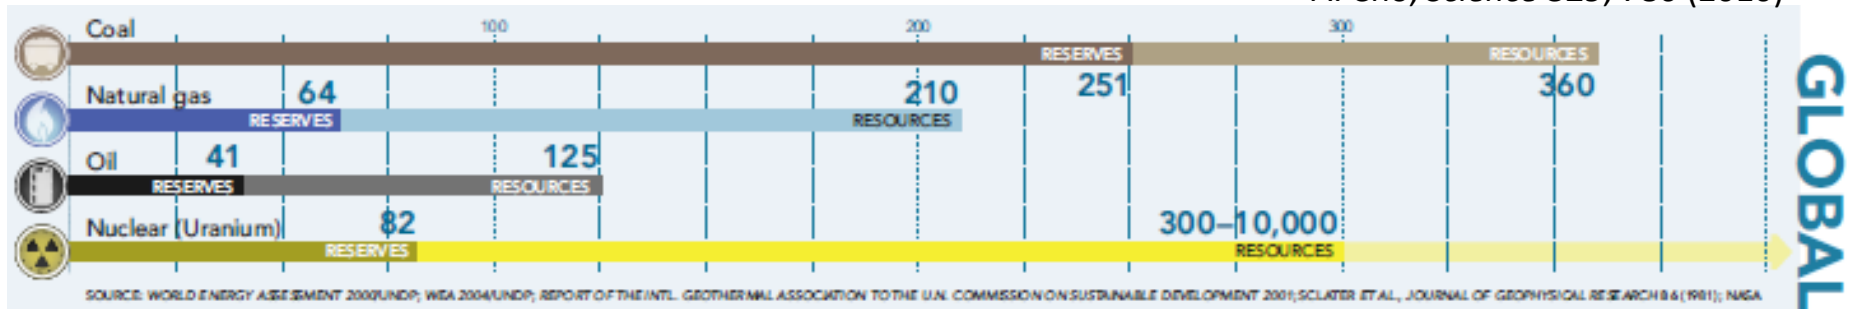 Coal
100
200
300
RESERVES
RESOURCES
251
360
Natural gas
64
210
RESERVES
RESOURCES
Oil
41
125
RESERVES
RESOURCES
Nuclear (Uranium)
82
300–10,000
RESERVES
RESOURCES
GLOBAL
SOURCE: WORLD ENERGY ASSESSMENT 2000/UNDP; WEA 2004/UNDP; REPORT OF THE INTL. GEOTHERMAL ASSOCIATION TO THE U.N. COMMISSION ON SUSTAINABLE DEVELOPMENT 2001; SCLATER ET AL., JOURNAL OF GEOPHYSICAL RESEARCH 86 (1981); NASA